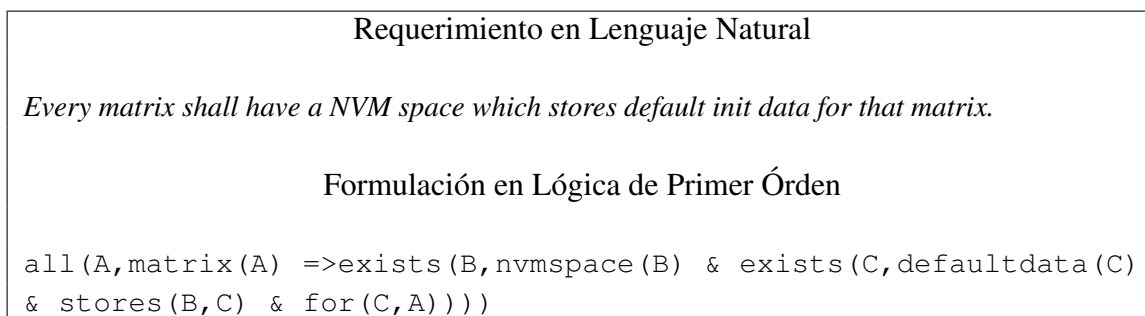 Requerimiento en Lenguaje Natural
Every matrix shall have a NVM space which stores default init data for that matrix.
Formulación en Lógica de Primer Órden
all(A,matrix(A) =>exists(B,nvmspace(B) & exists(C,defaultdata(C)
& stores(B,C) & for(C,A))))